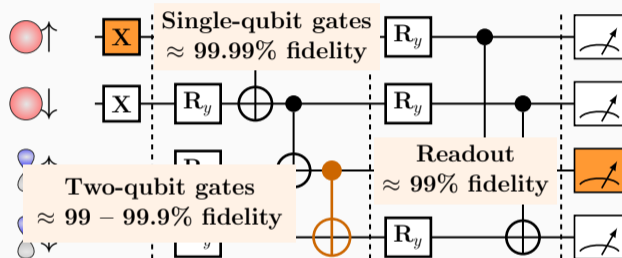 Single-qubit gates
≈ 99.99% fidelity
X
R_y
X
R_y
R_y
Readout
≈ 99% fidelity
Two-qubit gates
≈ 99 – 99.9% fidelity
R_y